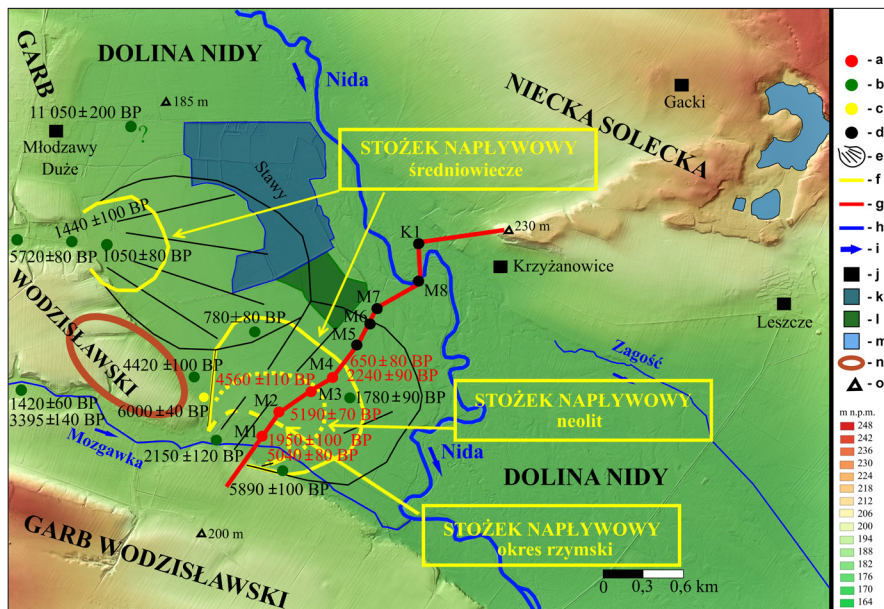 DOLINA NIDY
GARB
Nida
NIECKA SOLECKA
Gacki
11 050±200 BP
185 m
?
Młodzawy
Duże
STOŻEK NAPŁYWOWY
średniowiecze
Stawy
1440±100 BP
230 m
K1
5720±80 BP
1050±80 BP
Krzyżanowice
M8
M7
WODZISŁAWSKI
780±80 BP
M6
Leszcze
M5
Zagość
650±80 BP
4420±100 BP
4560±110 BP
M4
2240±90 BP
1420±60 BP
3395±140 BP
6000±40 BP
M3
1780±90 BP
STOŻEK NAPŁYWOWY
neolit
M2
5190±70 BP
M1
1950±100 BP
Mozgawka
2150±120 BP
5040±80 BP
Nida
5890±100 BP
DOLINA NIDY
200 m
STOŻEK NAPŁYWOWY
okres rzymski
GARB WODZISŁAWSKI
0 0,3 0,6 km
- a
- b
- c
- d
- e
- f
- g
- h
- i
- j
- k
- l
- m
- n
- o
m n.p.m.
248
242
236
230
224
218
212
206
200
194
188
182
176
170
164